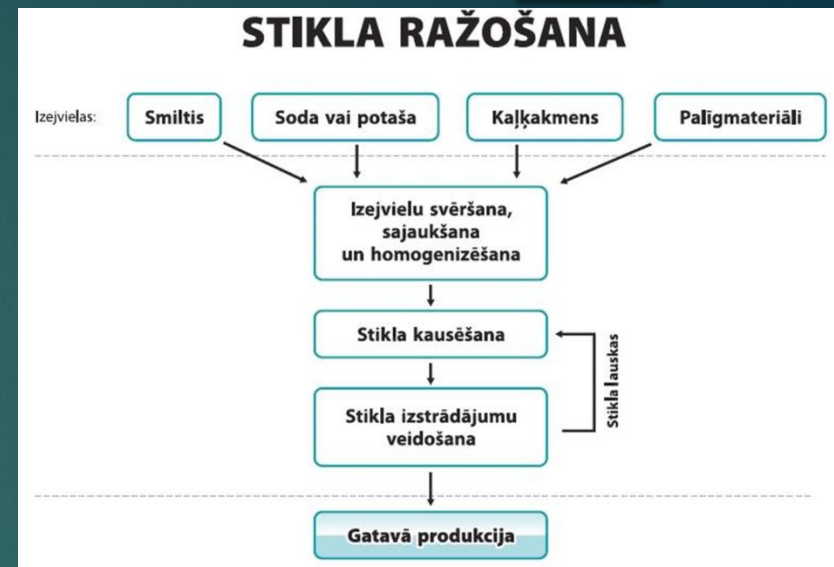 STIKLA RAŽOŠANA
Izejvielas:
Smiltis
Soda vai potaša
Kaļķakmens
Palīgmateriāli
Izejvielu svēršana,
sajaukšana
un homogenizēšana
Stikla kausēšana
Stikla lauskas
Stikla izstrādājumu
veidošana
Gatavā produkcija